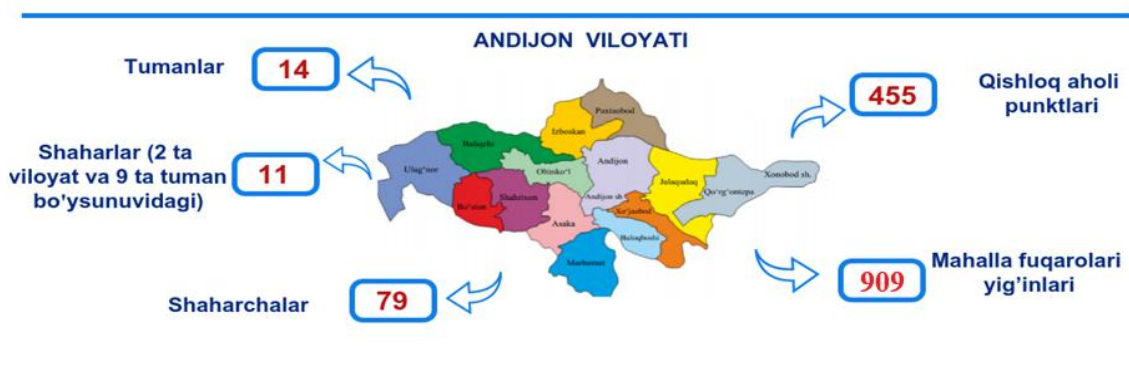 ANDIJON VILOYATI
Tumanlar
14
455
Qishloq aholi
punktlari
Shaharlar (2 ta
viloyat va 9 ta tuman
bo'ysunuvidagi)
11
Shaharchalar
79
909
Mahalla fuqarolari
yig'inlari
Paxtaobod
Izboskan
Baliqchi
Andijon
Ulug'nor
Oltinko'l
Jalaquduq
Xonobod sh.
Qo'rg'ontepa
Bo'ston
Shahrixon
Andijon sh
Asaka
Xo'jaobod
Buloqboshi
Marhamat